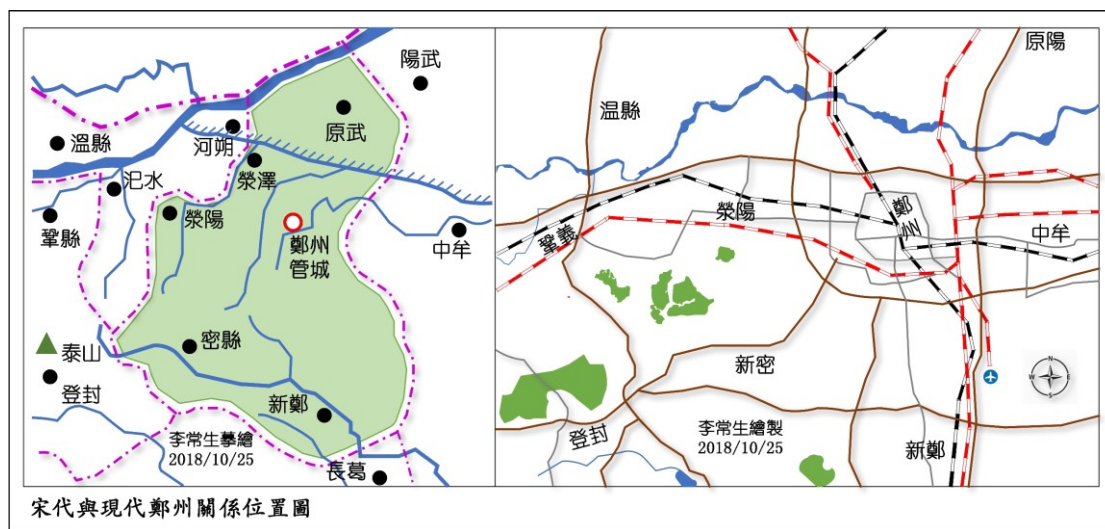 陽武
原武
溫縣
河朔
滎澤
汜水
滎陽
鞏縣
鄭州
管城
中牟
密縣
泰山
登封
新鄭
李常生摹繪
2018/10/25
長葛
原陽
温縣
滎陽
鄭州
鞏義
中牟
新密
N
W
E
S
登封
李常生繪製
2018/10/25
新鄭
宋代與現代鄭州關係位置圖